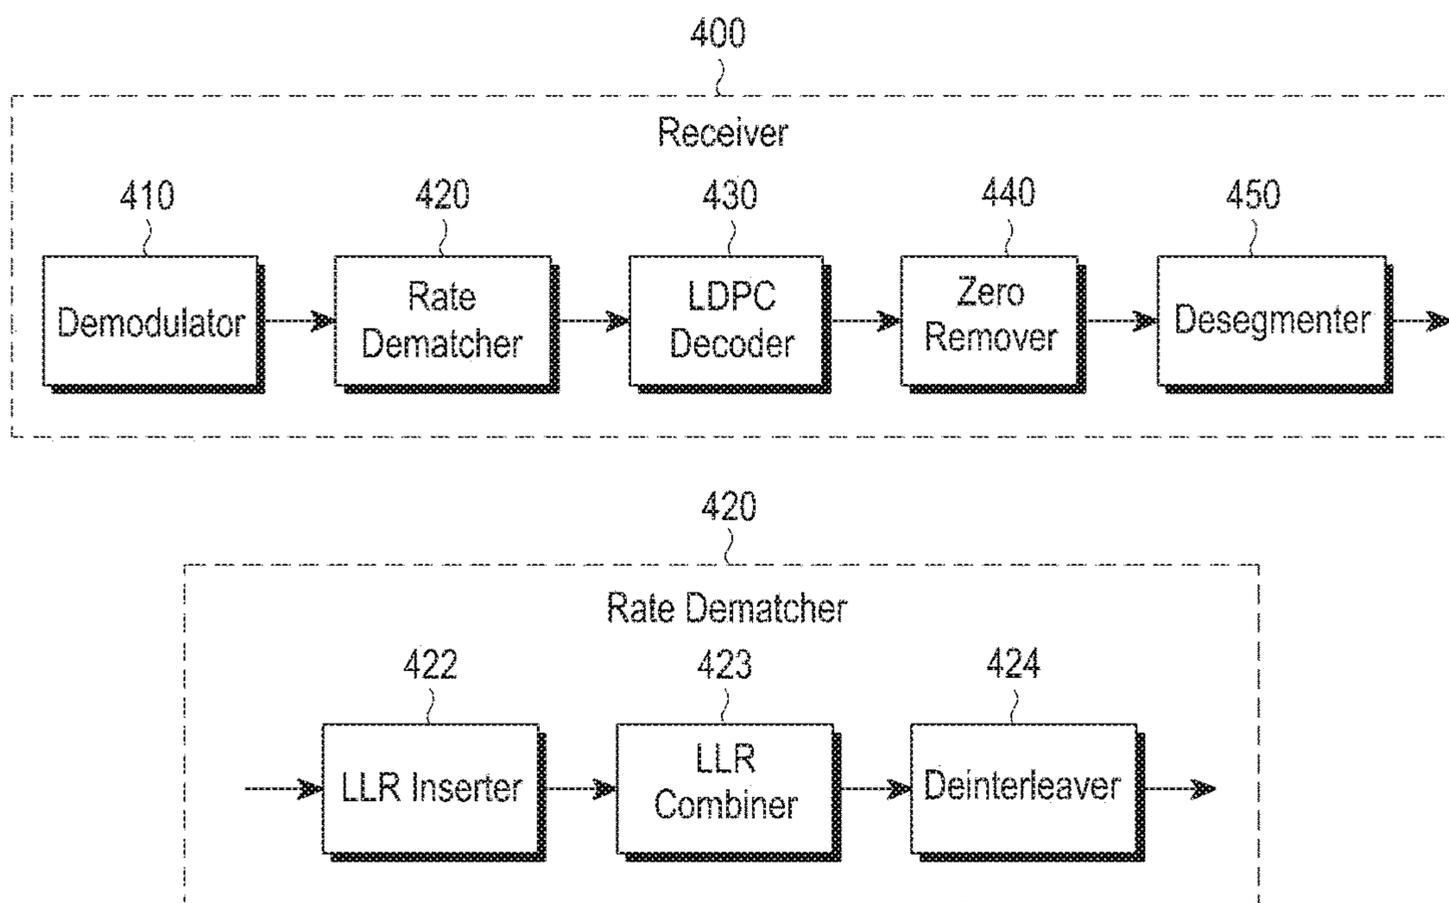 400
Receiver
410
420
430
440
450
Demodulator
Rate
Dematcher
LDPC
Decoder
Zero
Remover
Desegmenter
420
Rate Dematcher
422
423
424
LLR Inserter
LLR
Combiner
Deinterleaver